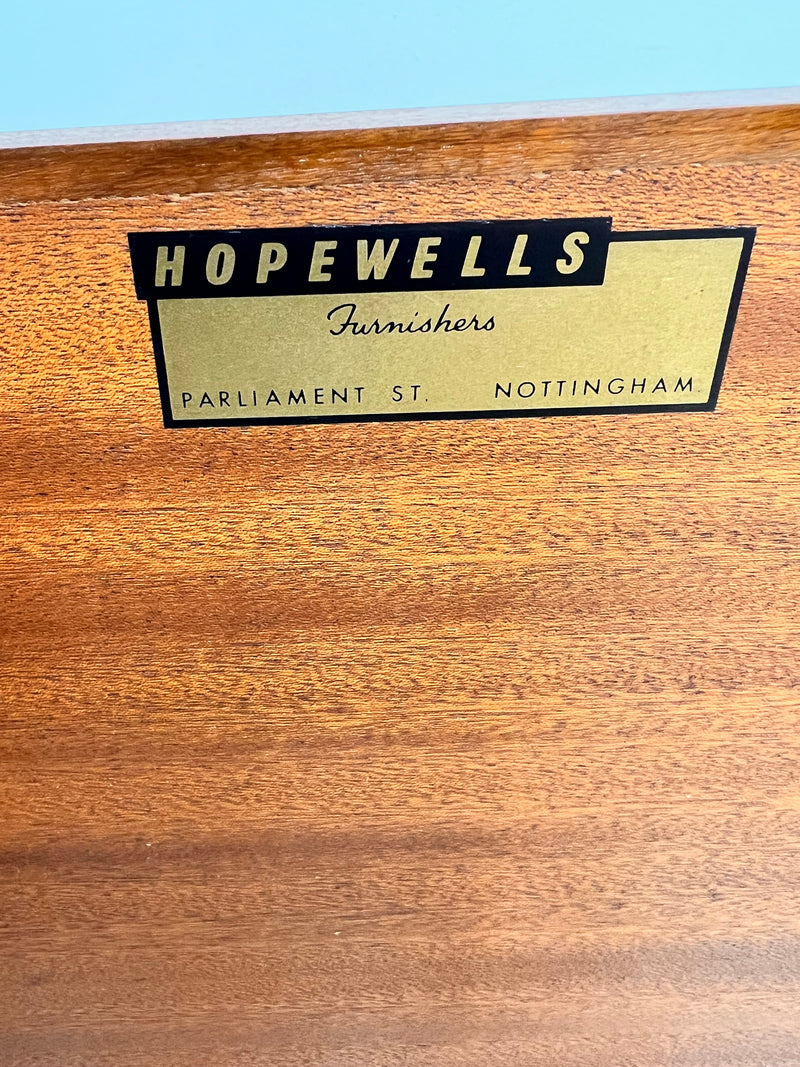 HOPEWELLS
Furnishers
PARLIAMENT ST. NOTTINGHAM.